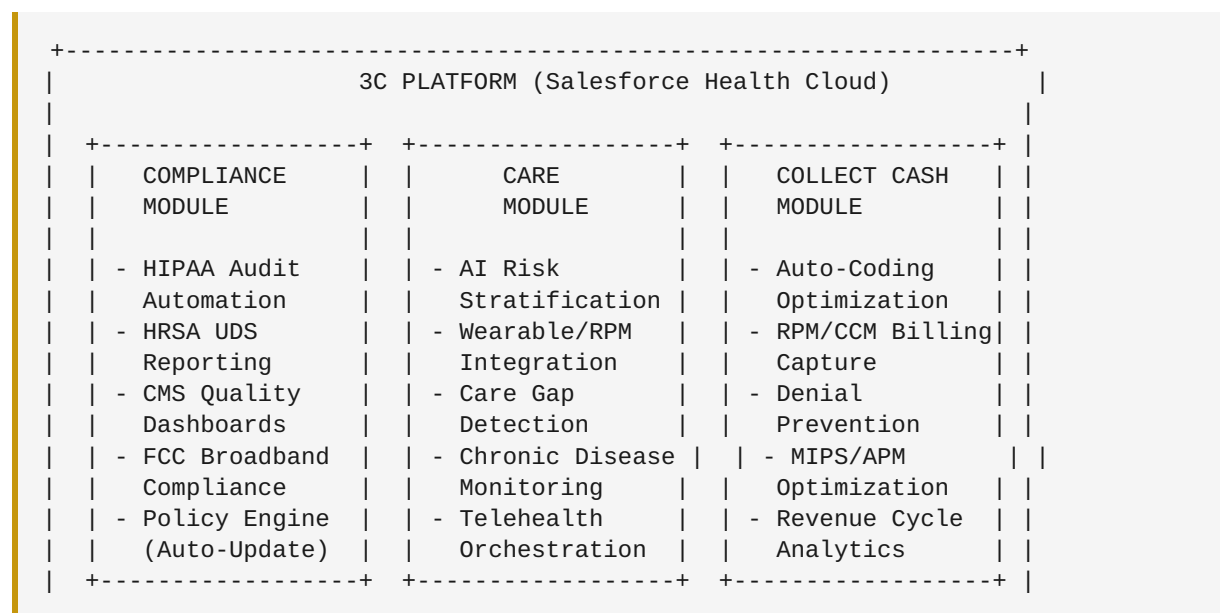 +------------------------------------------------------------------+
|                     3C PLATFORM (Salesforce Health Cloud)          |
|                                                                    |
|  +------------------+  +------------------+  +------------------+ |
|  |   COMPLIANCE     |  |      CARE        |  |   COLLECT CASH   | |
|  |   MODULE         |  |      MODULE      |  |   MODULE         | |
|  |                  |  |                  |  |                  | |
|  | - HIPAA Audit    |  | - AI Risk        |  | - Auto-Coding    | |
|  |   Automation     |  |   Stratification |  |   Optimization   | |
|  | - HRSA UDS       |  | - Wearable/RPM   |  | - RPM/CCM Billing| |
|  |   Reporting      |  |   Integration    |  |   Capture        | |
|  | - CMS Quality    |  | - Care Gap       |  | - Denial         | |
|  |   Dashboards     |  |   Detection      |  |   Prevention     | |
|  | - FCC Broadband  |  | - Chronic Disease |  | - MIPS/APM       | |
|  |   Compliance     |  |   Monitoring     |  |   Optimization   | |
|  | - Policy Engine  |  | - Telehealth     |  | - Revenue Cycle  | |
|  |   (Auto-Update)  |  |   Orchestration  |  |   Analytics      | |
|  +------------------+  +------------------+  +------------------+ |